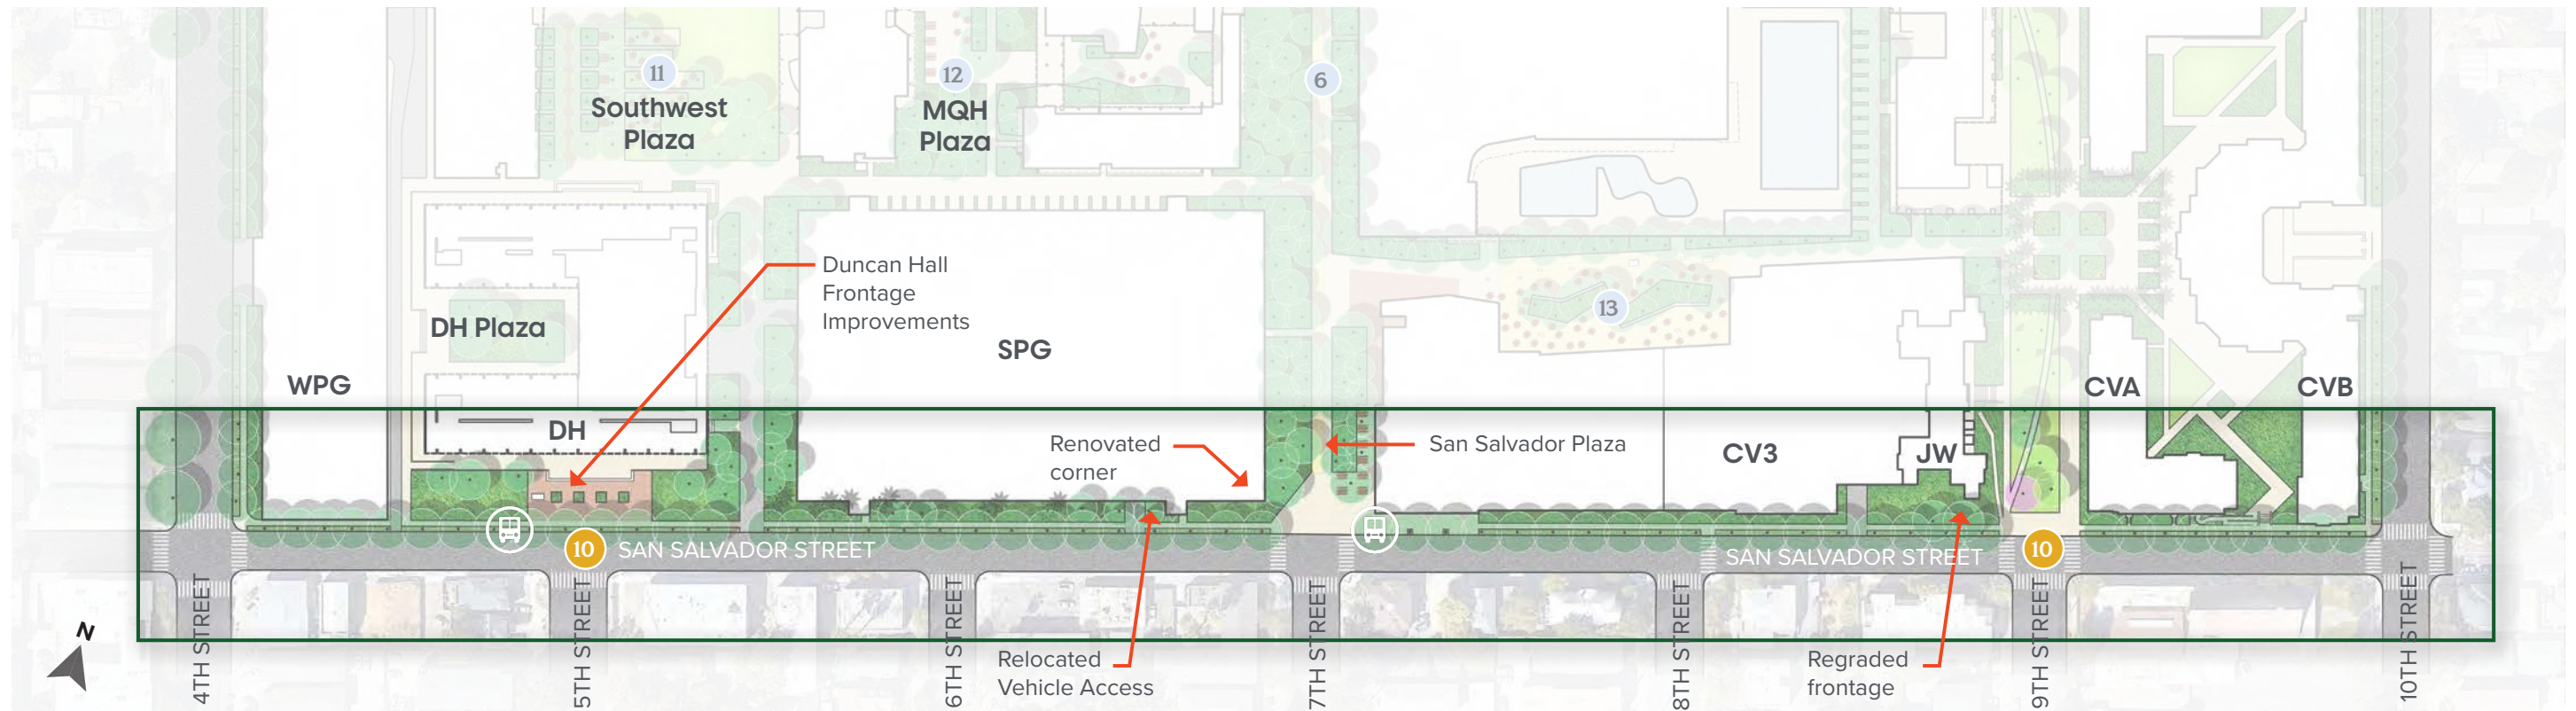 11
Southwest
Plaza
12
MQH
Plaza
6
Duncan Hall
Frontage
Improvements
13
DH Plaza
SPG
WPG
CVA
CVB
DH
Renovated
corner
San Salvador Plaza
CV3
JW
10
SAN SALVADOR STREET
SAN SALVADOR STREET
10
N
4TH STREET
5TH STREET
6TH STREET
7TH STREET
8TH STREET
9TH STREET
10TH STREET
Relocated
Vehicle Access
Regraded
frontage